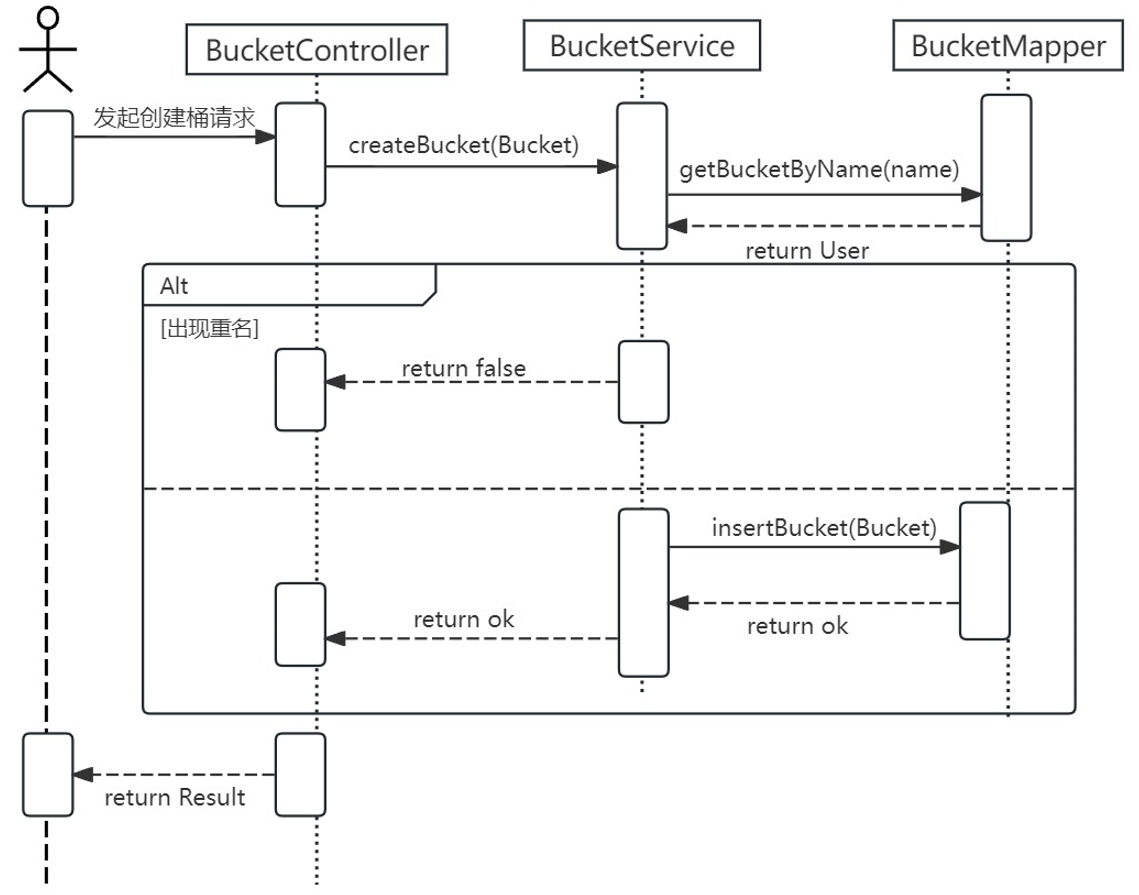 BucketController
BucketService
BucketMapper
发起创建桶请求
createBucket(Bucket)
getBucketByName(name)
return User
Alt
[出现重名]
return false
insertBucket(Bucket)
return ok
return ok
return Result